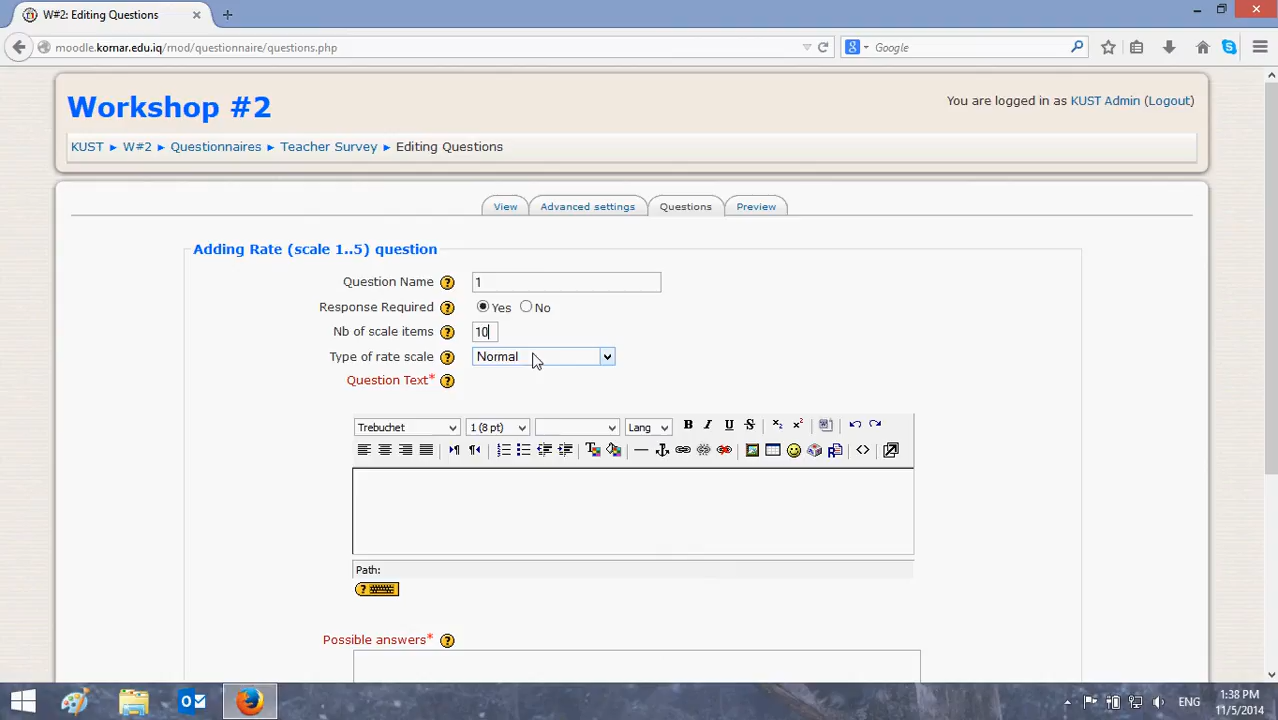 W#2: Editing Questions
moodle.komar.edu.iq/mod/questionnaire/questions.php
Google
Workshop #2
You are logged in as KUST Admin (Logout)
KUST ► W#2 ► Questionnaires ► Teacher Survey ► Editing Questions
View
Advanced settings
Questions
Preview
Adding Rate (scale 1..5) question
Question Name ? 1
Response Required ? Yes No
Nb of scale items ? 10
Type of rate scale ? Normal
Question Text* ?
Trebuchet 1 (8 pt) Lang B I U S
Path:
?
Possible answers* ?
ENG
1:38 PM
11/5/2014